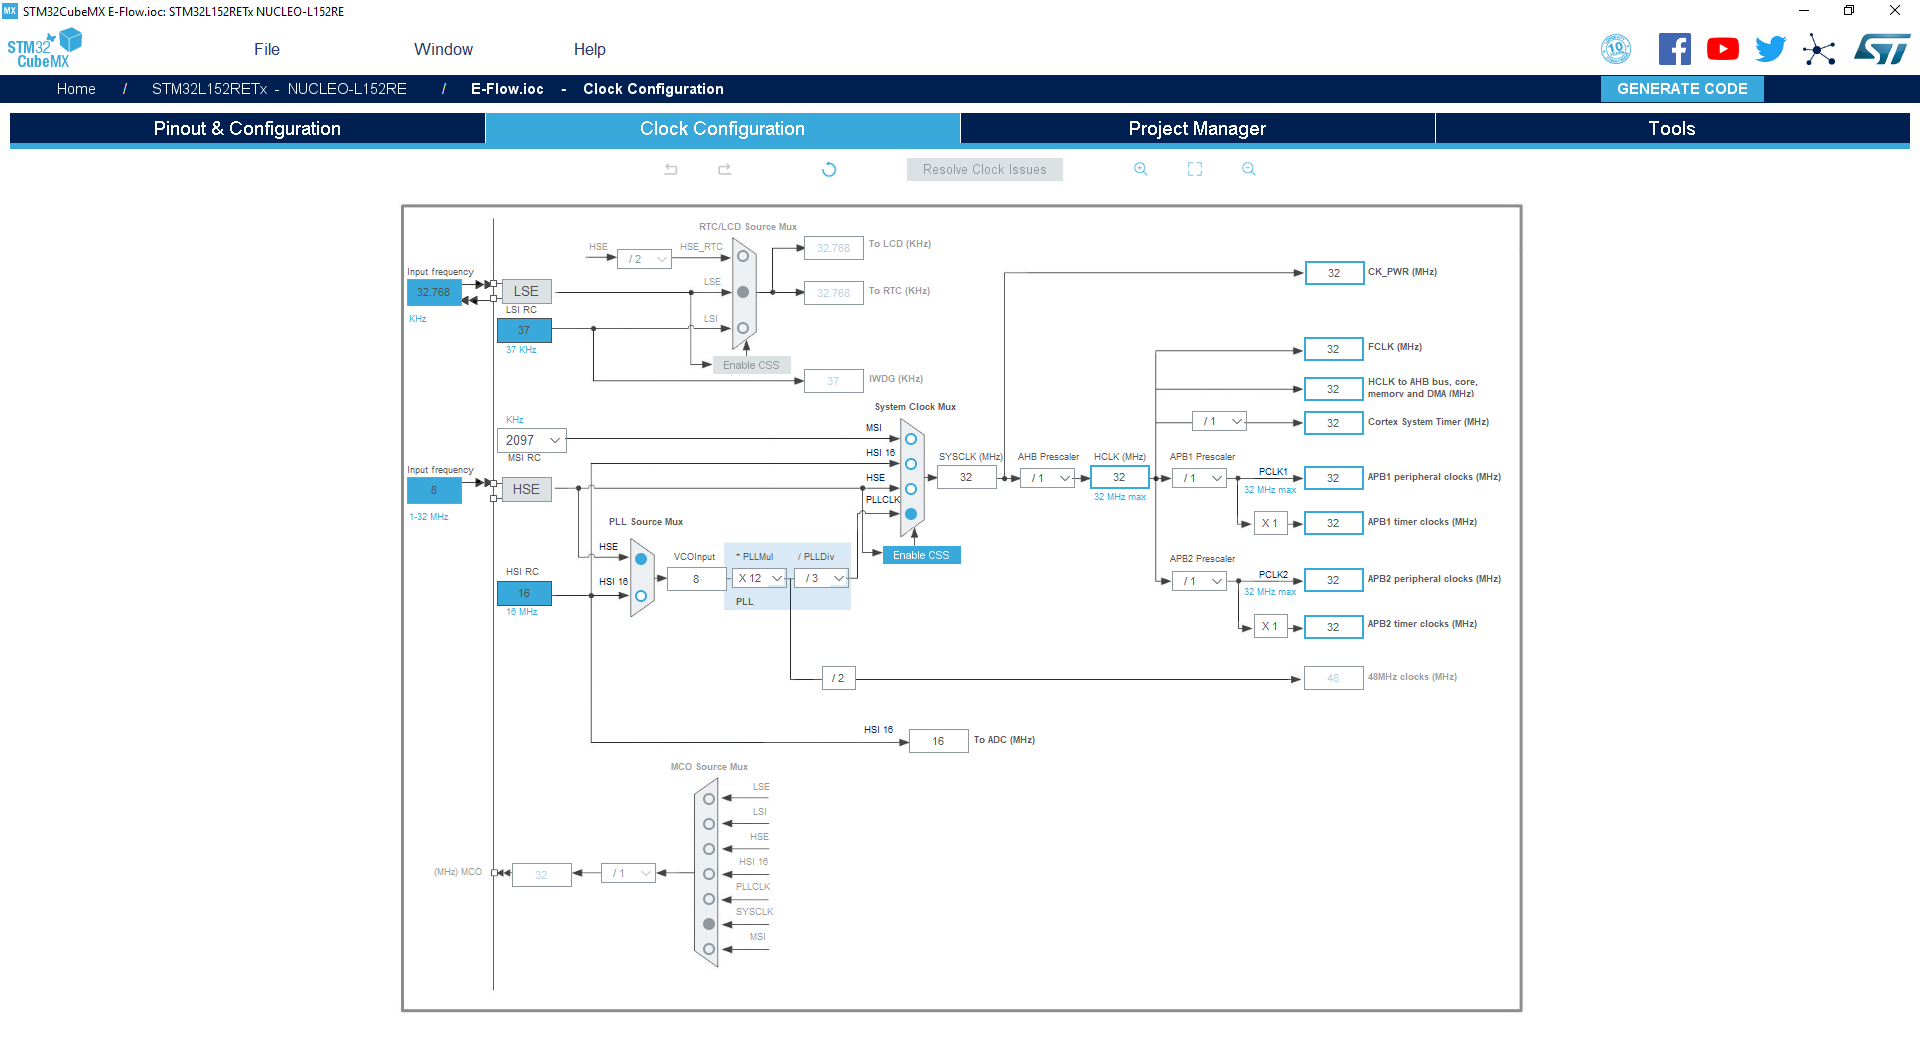 MX STM32CubeMX E-Flow.ioc: STM32L152RETx NUCLEO-L152RE
STM32 CubeMX
File Window Help
10
ST
Home / STM32L152RETx - NUCLEO-L152RE / E-Flow.ioc - Clock Configuration GENERATE CODE
Pinout & Configuration Clock Configuration Project Manager Tools
Resolve Clock Issues
RTC/LCD Source Mux
HSE / 2 HSE_RTC 32.768 To LCD (KHz)
Input frequency 32.768 KHz
LSE LSE 32.768 To RTC (KHz)
LSI RC 37 37 KHz LSI
Enable CSS
37 IWDG (KHz)
32 CK_PWR (MHz)
32 FCLK (MHz)
32 HCLK to AHB bus, core,
memory and DMA (MHz)
/ 1 32 Cortex System Timer (MHz)
System Clock Mux
KHz 2097 MSI RC MSI
HSI 16
Input frequency 8 1-32 MHz HSE HSE
PLLCLK
SYSCLK (MHz) 32 AHB Prescaler / 1 HCLK (MHz) 32 32 MHz max
APB1 Prescaler / 1 PCLK1 32 MHz max 32 APB1 peripheral clocks (MHz)
X 1 32 APB1 timer clocks (MHz)
Enable CSS
PLL Source Mux
HSE
HSI RC 16 16 MHz HSI 16
VCOInput 8 * PLLMul X 12 / PLLDiv / 3
PLL
APB2 Prescaler / 1 PCLK2 32 MHz max 32 APB2 peripheral clocks (MHz)
X 1 32 APB2 timer clocks (MHz)
/ 2 48 48MHz clocks (MHz)
HSI 16 16 To ADC (MHz)
MCO Source Mux
LSE
LSI
HSE
HSI 16
(MHz) MCO 32 / 1
PLLCLK
SYSCLK
MSI